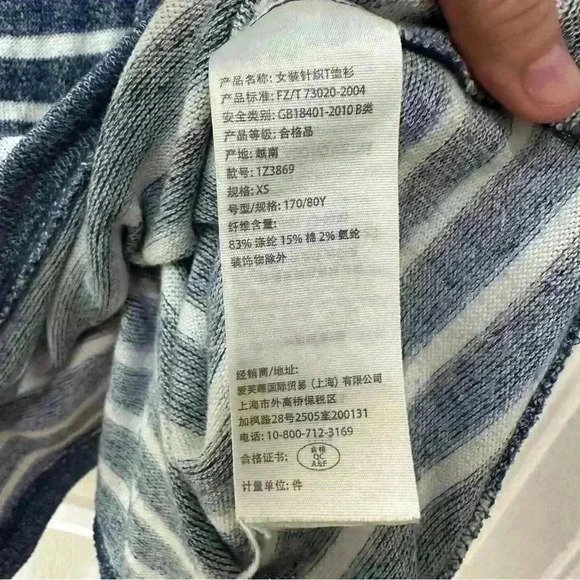 产品名称: 女装针织T恤衫
产品标准: FZ/T 73020-2004
安全类别: GB18401-2010 B类
产品等级: 合格品
产地: 越南
款号: 1Z3869
规格: XS
号型/规格: 170/80Y
纤维含量:
83% 涤纶 15% 棉 2% 氨纶
装饰物除外
经销商/地址:
爱芙趣国际贸易 (上海) 有限公司
上海市外高桥保税区
加枫路28号2505室200131
电话: 10-800-712-3169
合格证书: 合格 QC A&F
计量单位: 件